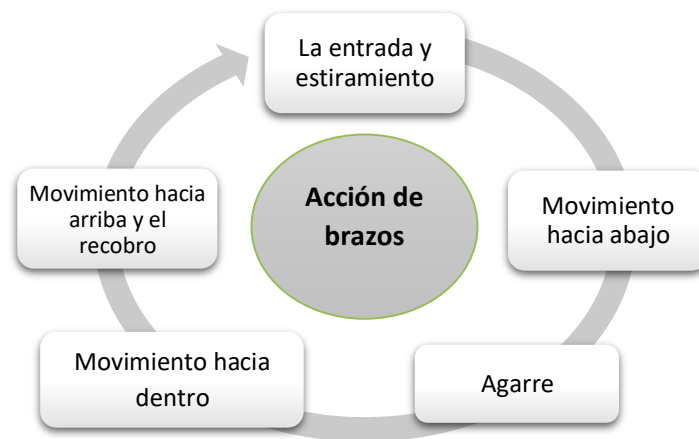 La entrada y
estiramiento
Movimiento
hacia abajo
Agarre
Movimiento hacia
dentro
Movimiento hacia
arriba y el
recobro
Acción de
brazos